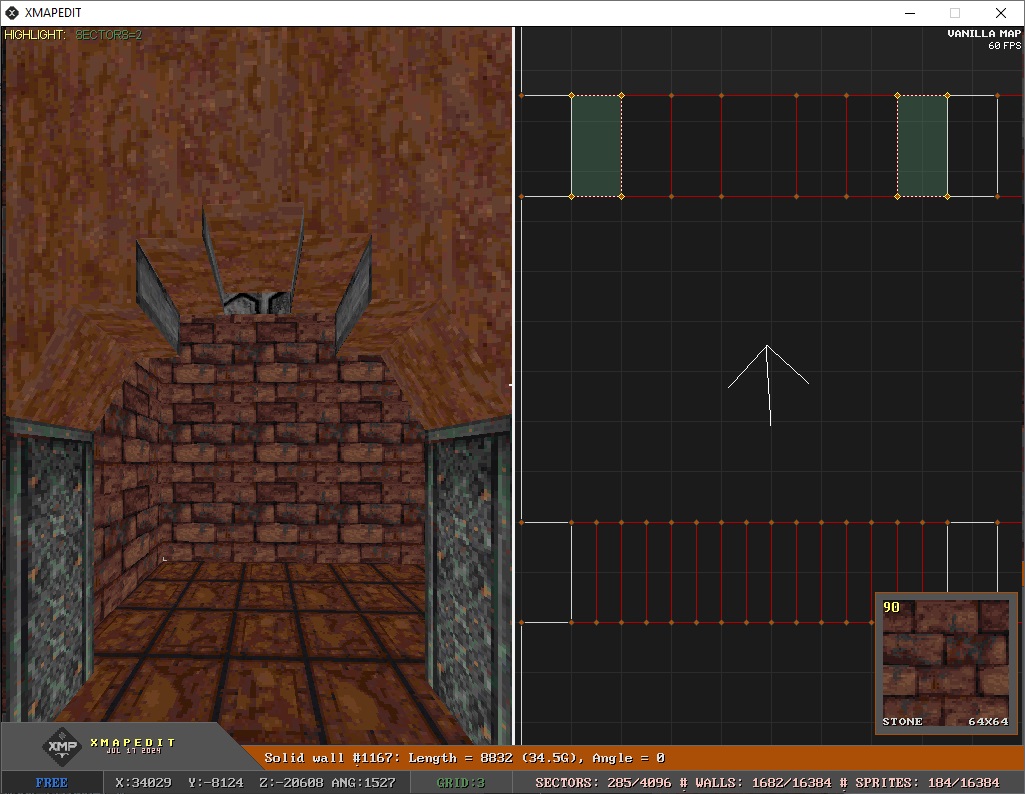 XMAPEDIT
HIGHLIGHT: SECTORS=2
VANILLA MAP
60 FPS
90
STONE 64X64
XMP XMAPEDIT
JUL 17 2024
Solid wall #1167: Length = 8832 (34.5G), Angle = 0
FREE X:34029 Y:-8124 Z:-20608 ANG:1527 GRID:3 SECTORS: 285/4096 # WALLS: 1682/16384 # SPRITES: 184/16384